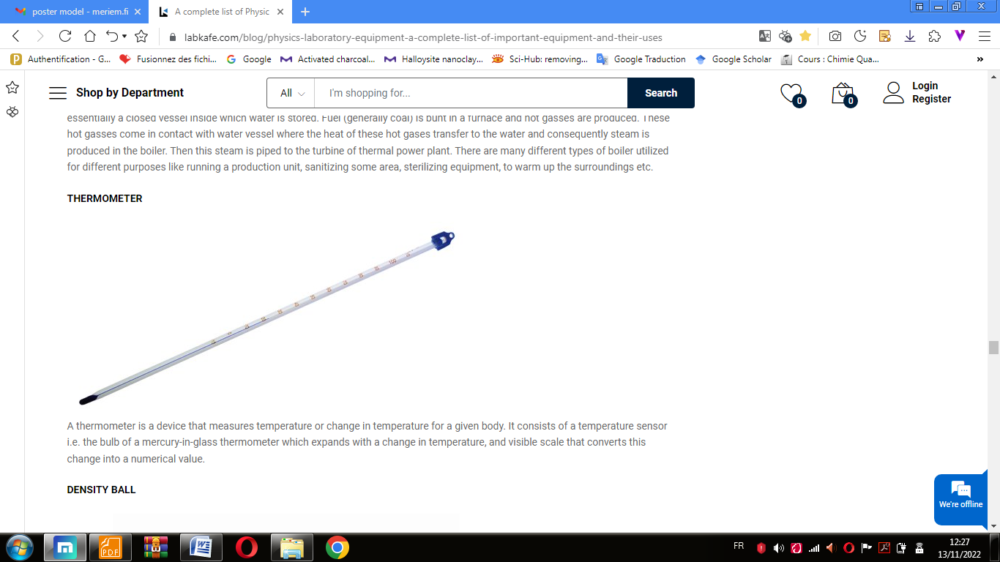 poster model - meriem.fi
A complete list of Physic
labkafe.com/blog/physics-laboratory-equipment-a-complete-list-of-important-equipment-and-their-uses
Authentification - G...
Fusionnez des fichi...
Google
Activated charcoal...
Halloysite nanoclay...
Sci-Hub: removing...
Google Traduction
Google Scholar
Cours : Chimie Qua...
Shop by Department
All
I'm shopping for...
Search
0
0
Login
Register
essentially a closed vessel inside which water is stored. Fuel (generally coal) is bunt in a furnace and hot gasses are produced. These
hot gasses come in contact with water vessel where the heat of these hot gases transfer to the water and consequently steam is
produced in the boiler. Then this steam is piped to the turbine of thermal power plant. There are many different types of boiler utilized
for different purposes like running a production unit, sanitizing some area, sterilizing equipment, to warm up the surroundings etc.
THERMOMETER
100
A thermometer is a device that measures temperature or change in temperature for a given body. It consists of a temperature sensor
i.e. the bulb of a mercury-in-glass thermometer which expands with a change in temperature, and visible scale that converts this
change into a numerical value.
DENSITY BALL
We're offline
PDF
FR
12:27
13/11/2022